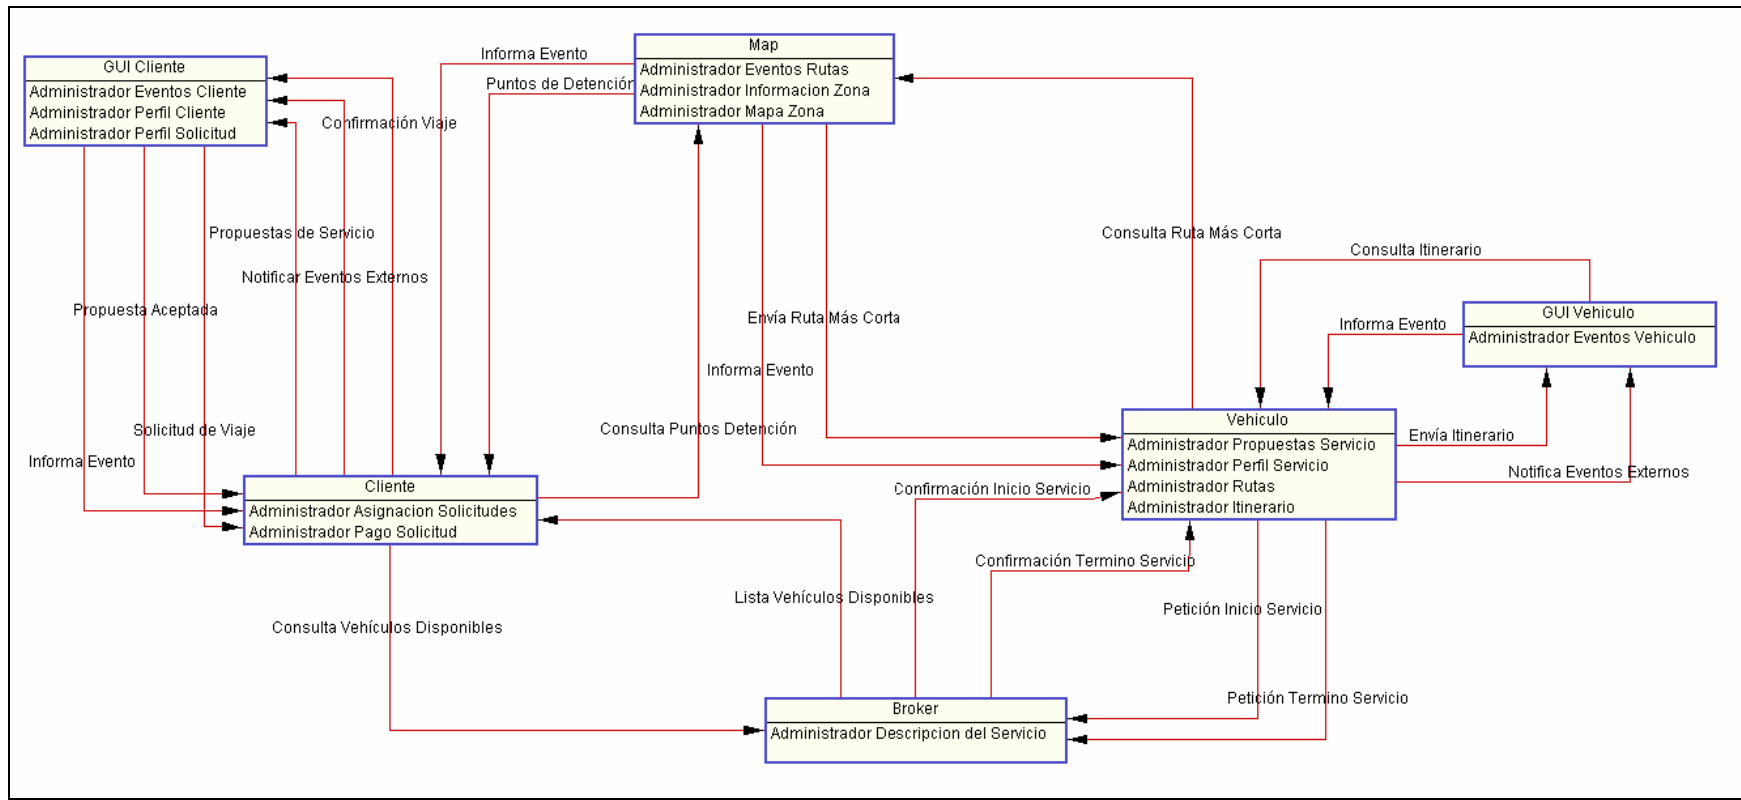 Map
Informa Evento
GUI Cliente
Administrador Eventos Rutas
Puntos de Detención
Administrador Eventos Cliente
Administrador Informacion Zona
Administrador Perfil Cliente
Administrador Mapa Zona
Confirmación Viaje
Administrador Perfil Solicitud
Propuestas de Servicio
Consulta Ruta Más Corta
Consulta Itinerario
Notificar Eventos Externos
Propuesta Aceptada
GUI Vehiculo
Envía Ruta Más Corta
Informa Evento
Administrador Eventos Vehiculo
Informa Evento
Vehiculo
Solicitud de Viaje
Consulta Puntos Detención
Envía Itinerario
Administrador Propuestas Servicio
Informa Evento
Administrador Perfil Servicio
Notifica Eventos Externos
Cliente
Confirmación Inicio Servicio
Administrador Rutas
Administrador Asignacion Solicitudes
Administrador Itinerario
Administrador Pago Solicitud
Confirmación Termino Servicio
Lista Vehículos Disponibles
Petición Inicio Servicio
Consulta Vehículos Disponibles
Petición Termino Servicio
Broker
Administrador Descripcion del Servicio